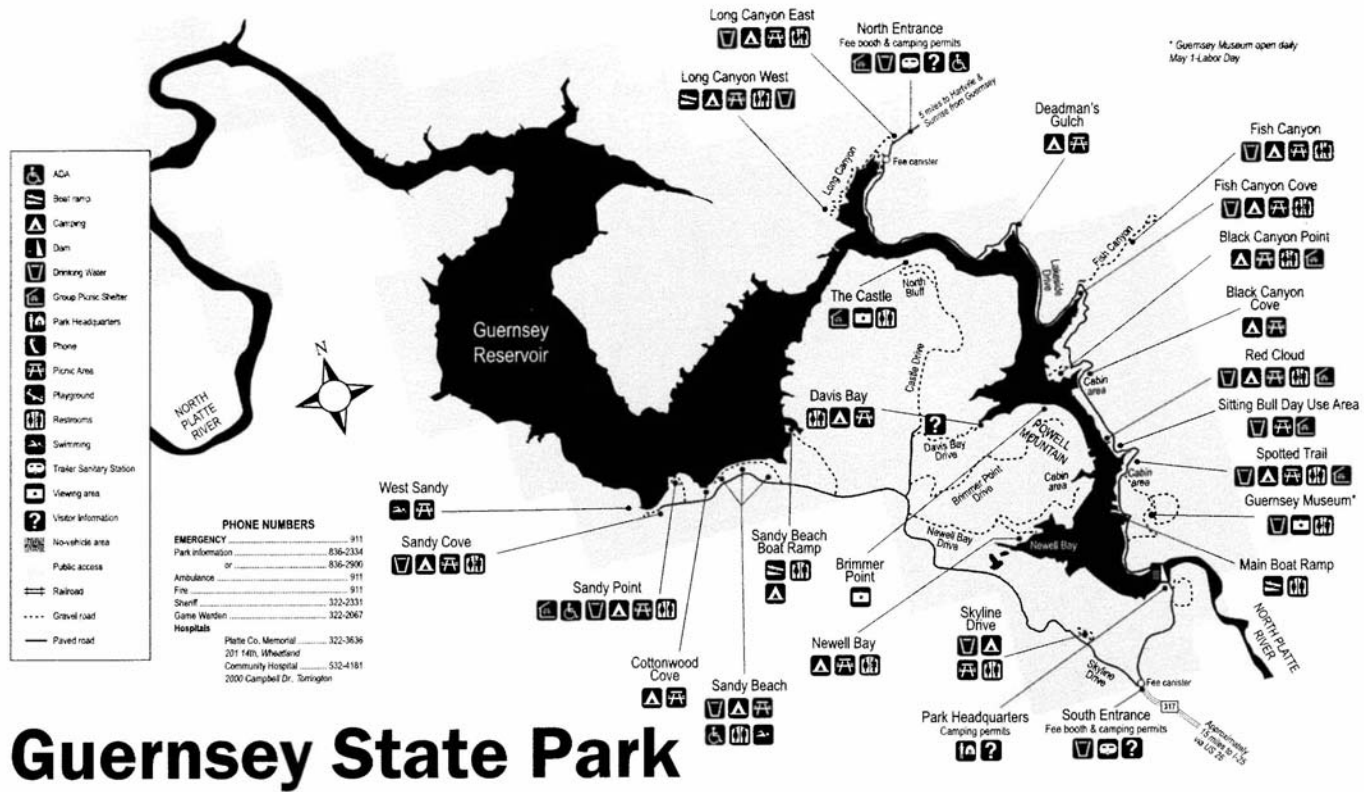 Long Canyon East
North Entrance
Fee booth & camping permits
* Guernsey Museum open daily
May 1-Labor Day
Long Canyon West
5 miles to Hartville &
Sunrise from Guernsey
Deadman's
Gulch
Fish Canyon
Fee canister
Long Canyon
Fish Canyon Cove
Fish Canyon
Black Canyon Point
Lakeside
Drive
Black Canyon
Cove
The Castle
North
Bluff
Red Cloud
Cabin
area
Castle Drive
Sitting Bull Day Use Area
Davis Bay
Davis Bay
Drive
POWELL
MOUNTAIN
Spotted Trail
Cabin
area
Cabin
area
Brimmer Point
Drive
Guernsey Museum*
Guernsey
Reservoir
N
NORTH
PLATTE
RIVER
ADA
Boat ramp
Camping
Dam
Drinking Water
Group Picnic Shelter
Park Headquarters
Phone
Picnic Area
Playground
Restrooms
Swimming
Trailer Sanitary Station
Viewing area
? Visitor Information
No-vehicle area
Public access
Railroad
Gravel road
Paved road
West Sandy
Sandy Cove
Sandy Point
Cottonwood
Cove
Sandy Beach
Sandy Beach
Boat Ramp
Brimmer
Point
Newell Bay
Drive
Newell Bay
Newell Bay
Main Boat Ramp
Skyline
Drive
Skyline
Drive
NORTH PLATTE
RIVER
Fee canister
317
Approximately
15 miles to I-25
via US 26
Park Headquarters
Camping permits
South Entrance
Fee booth & camping permits
PHONE NUMBERS
EMERGENCY 911
Park information 836-2334
or 836-2900
Ambulance 911
Fire 911
Sheriff 322-2331
Game Warden 322-2067
Hospitals
Platte Co. Memorial 322-3636
201 14th, Wheatland
Community Hospital 532-4181
2000 Campbell Dr. Torrington
Guernsey State Park